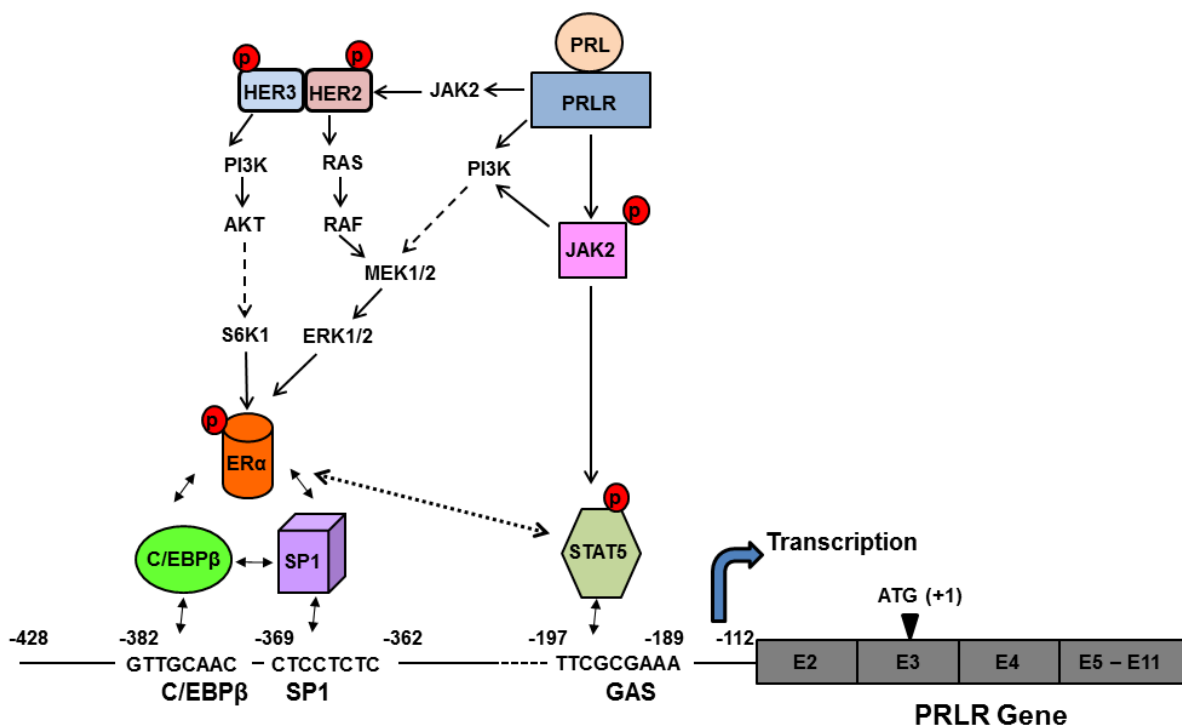 PRL
p
p
HER3
HER2
JAK2
PRLR
PI3K
RAS
PI3K
AKT
RAF
p
JAK2
MEK1/2
S6K1
ERK1/2
p
ERα
p
C/EBPβ
SP1
STAT5
Transcription
ATG (+1)
-428
-382
-369
-362
-197
-189
-112
GTTGCAAC
CTCCTCTC
TTCGCGAAA
E2
E3
E4
E5 – E11
C/EBPβ
SP1
GAS
PRLR Gene